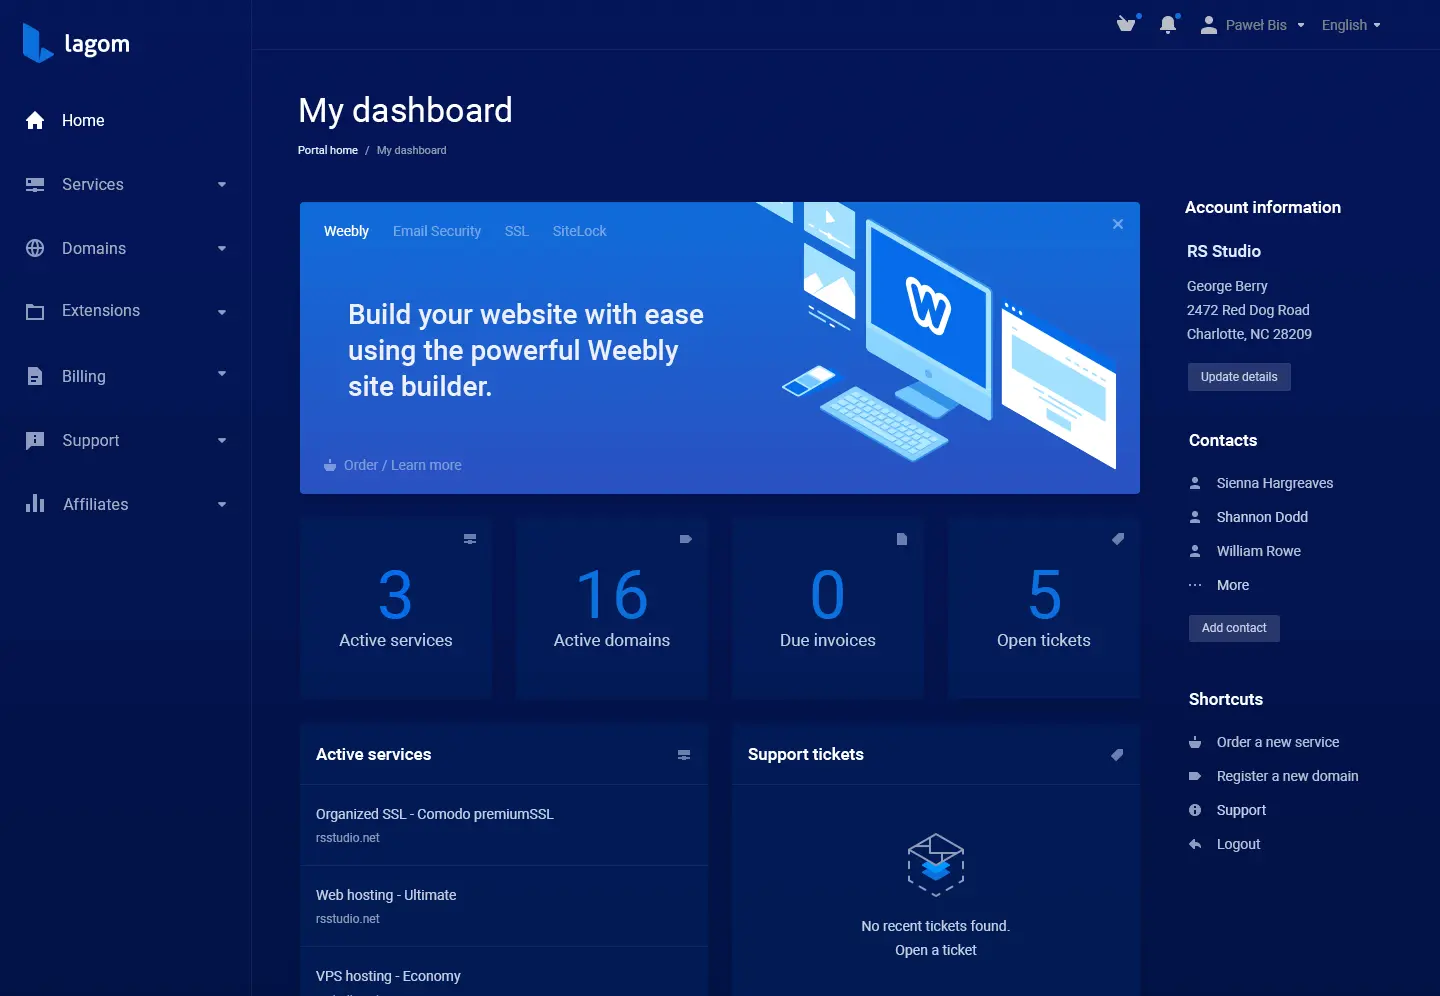 lagom
Paweł Bis
English
Home
Services
Domains
Extensions
Billing
Support
Affiliates
My dashboard
Portal home / My dashboard
Weebly Email Security SSL SiteLock
Build your website with ease
using the powerful Weebly
site builder.
W
Order / Learn more
3
Active services
16
Active domains
0
Due invoices
5
Open tickets
Active services
Organized SSL - Comodo premiumSSL
rsstudio.net
Web hosting - Ultimate
rsstudio.net
VPS hosting - Economy
Support tickets
No recent tickets found.
Open a ticket
Account information
RS Studio
George Berry
2472 Red Dog Road
Charlotte, NC 28209
Update details
Contacts
Sienna Hargreaves
Shannon Dodd
William Rowe
More
Add contact
Shortcuts
Order a new service
Register a new domain
Support
Logout